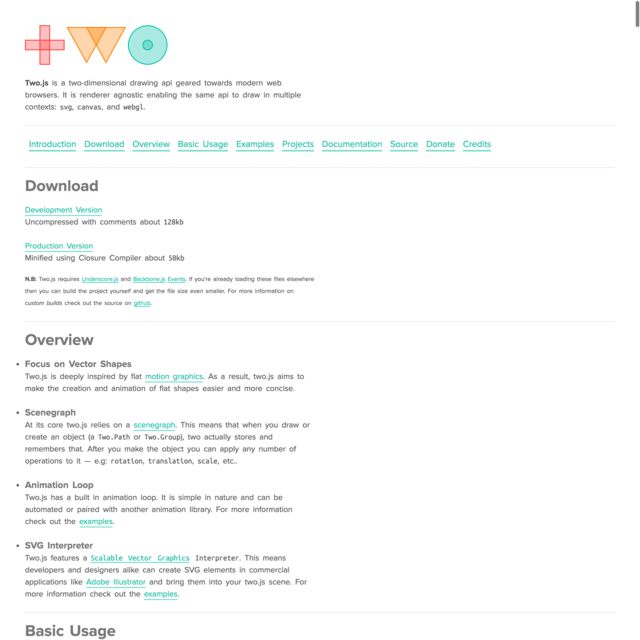 Two.js is a two-dimensional drawing api geared towards modern web
browsers. It is renderer agnostic enabling the same api to draw in multiple
contexts: svg, canvas, and webgl.
Introduction Download Overview Basic Usage Examples Projects Documentation Source Donate Credits
Download
Development Version
Uncompressed with comments about 128kb
Production Version
Minified using Closure Compiler about 50kb
N.B: Two.js requires Underscore.js and Backbone.js Events. If you're already loading these files elsewhere
then you can build the project yourself and get the file size even smaller. For more information on
custom builds check out the source on github.
Overview
• Focus on Vector Shapes
Two.js is deeply inspired by flat motion graphics. As a result, two.js aims to
make the creation and animation of flat shapes easier and more concise.
• Scenegraph
At its core two.js relies on a scenegraph. This means that when you draw or
create an object (a Two.Path or Two.Group), two actually stores and
remembers that. After you make the object you can apply any number of
operations to it — e.g: rotation, translation, scale, etc..
• Animation Loop
Two.js has a built in animation loop. It is simple in nature and can be
automated or paired with another animation library. For more information
check out the examples.
• SVG Interpreter
Two.js features a Scalable Vector Graphics Interpreter. This means
developers and designers alike can create SVG elements in commercial
applications like Adobe Illustrator and bring them into your two.js scene. For
more information check out the examples.
Basic Usage